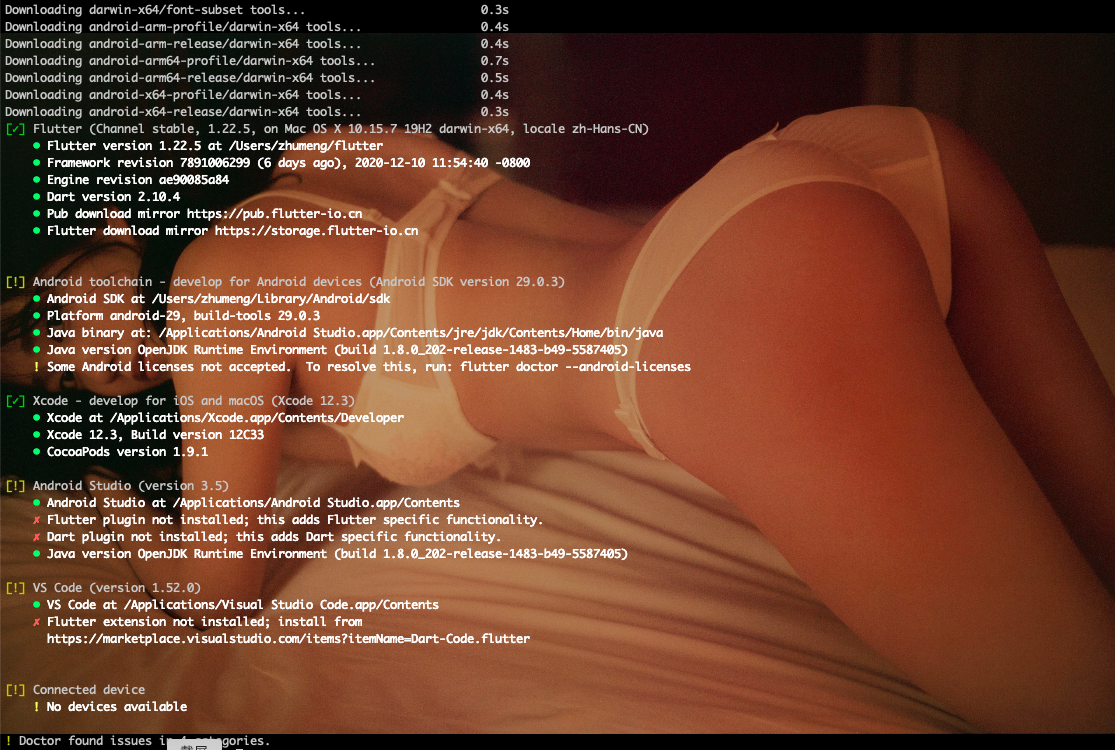 Downloading darwin-x64/font-subset tools... 0.3s
Downloading android-arm-profile/darwin-x64 tools... 0.4s
Downloading android-arm-release/darwin-x64 tools... 0.4s
Downloading android-arm64-profile/darwin-x64 tools... 0.7s
Downloading android-arm64-release/darwin-x64 tools... 0.5s
Downloading android-x64-profile/darwin-x64 tools... 0.4s
Downloading android-x64-release/darwin-x64 tools... 0.3s
[✓] Flutter (Channel stable, 1.22.5, on Mac OS X 10.15.7 19H2 darwin-x64, locale zh-Hans-CN)
• Flutter version 1.22.5 at /Users/zhumeng/flutter
• Framework revision 7891006299 (6 days ago), 2020-12-10 11:54:40 -0800
• Engine revision ae90085a84
• Dart version 2.10.4
• Pub download mirror https://pub.flutter-io.cn
• Flutter download mirror https://storage.flutter-io.cn
[!] Android toolchain - develop for Android devices (Android SDK version 29.0.3)
• Android SDK at /Users/zhumeng/Library/Android/sdk
• Platform android-29, build-tools 29.0.3
• Java binary at: /Applications/Android Studio.app/Contents/jre/jdk/Contents/Home/bin/java
• Java version OpenJDK Runtime Environment (build 1.8.0_202-release-1483-b49-5587405)
! Some Android licenses not accepted.  To resolve this, run: flutter doctor --android-licenses
[✓] Xcode - develop for iOS and macOS (Xcode 12.3)
• Xcode at /Applications/Xcode.app/Contents/Developer
• Xcode 12.3, Build version 12C33
• CocoaPods version 1.9.1
[!] Android Studio (version 3.5)
• Android Studio at /Applications/Android Studio.app/Contents
✗ Flutter plugin not installed; this adds Flutter specific functionality.
✗ Dart plugin not installed; this adds Dart specific functionality.
• Java version OpenJDK Runtime Environment (build 1.8.0_202-release-1483-b49-5587405)
[!] VS Code (version 1.52.0)
• VS Code at /Applications/Visual Studio Code.app/Contents
✗ Flutter extension not installed; install from
https://marketplace.visualstudio.com/items?itemName=Dart-Code.flutter
[!] Connected device
! No devices available
! Doctor found issues in